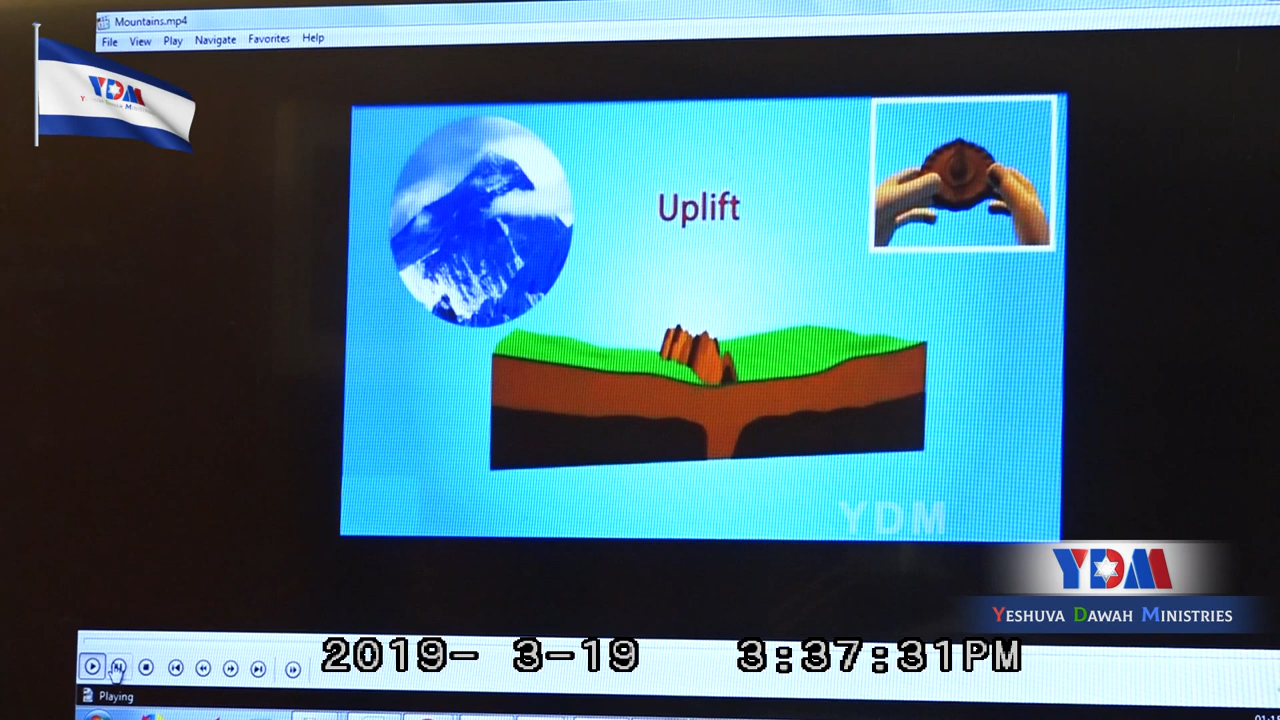 Mountains.mp4
File View Play Navigate Favorites Help
YDM
Uplift
YDM
YDM
YESHUVA DAWAH MINISTRIES
2019- 3-19 3:37:31PM
Playing